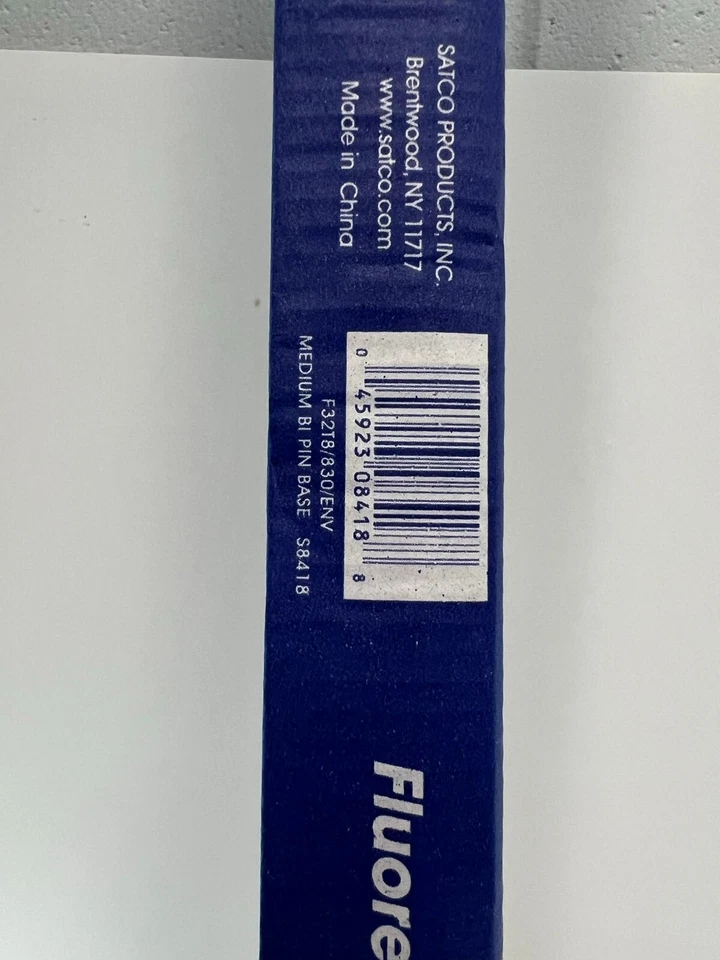 SATCO PRODUCTS, INC.
Brentwood, NY 11717
www.satco.com
Made in China
0 45923 08418 8
F32T8/830/ENV
MEDIUM BI PIN BASE S8418
Fluore